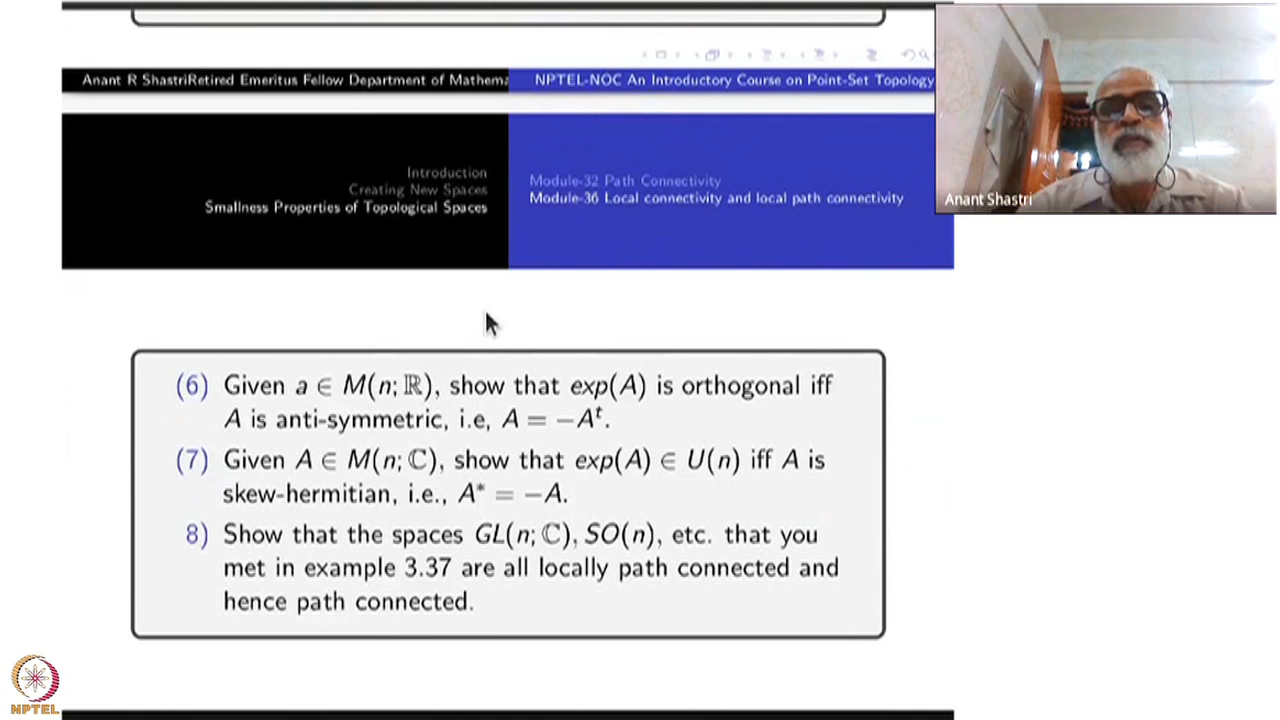 Anant R ShastriRetired Emeritus Fellow Department of Mathema
NPTEL-NOC An Introductory Course on Point-Set Topology
Introduction
Creating New Spaces
Smallness Properties of Topological Spaces
Module-32 Path Connectivity
Module-36 Local connectivity and local path connectivity
Anant Shastri
(6) Given a ∈ M(n; ℝ), show that exp(A) is orthogonal iff
A is anti-symmetric, i.e, A = −Aᵗ.
(7) Given A ∈ M(n; ℂ), show that exp(A) ∈ U(n) iff A is
skew-hermitian, i.e., A* = −A.
8) Show that the spaces GL(n; ℂ), SO(n), etc. that you
met in example 3.37 are all locally path connected and
hence path connected.
NPTEL